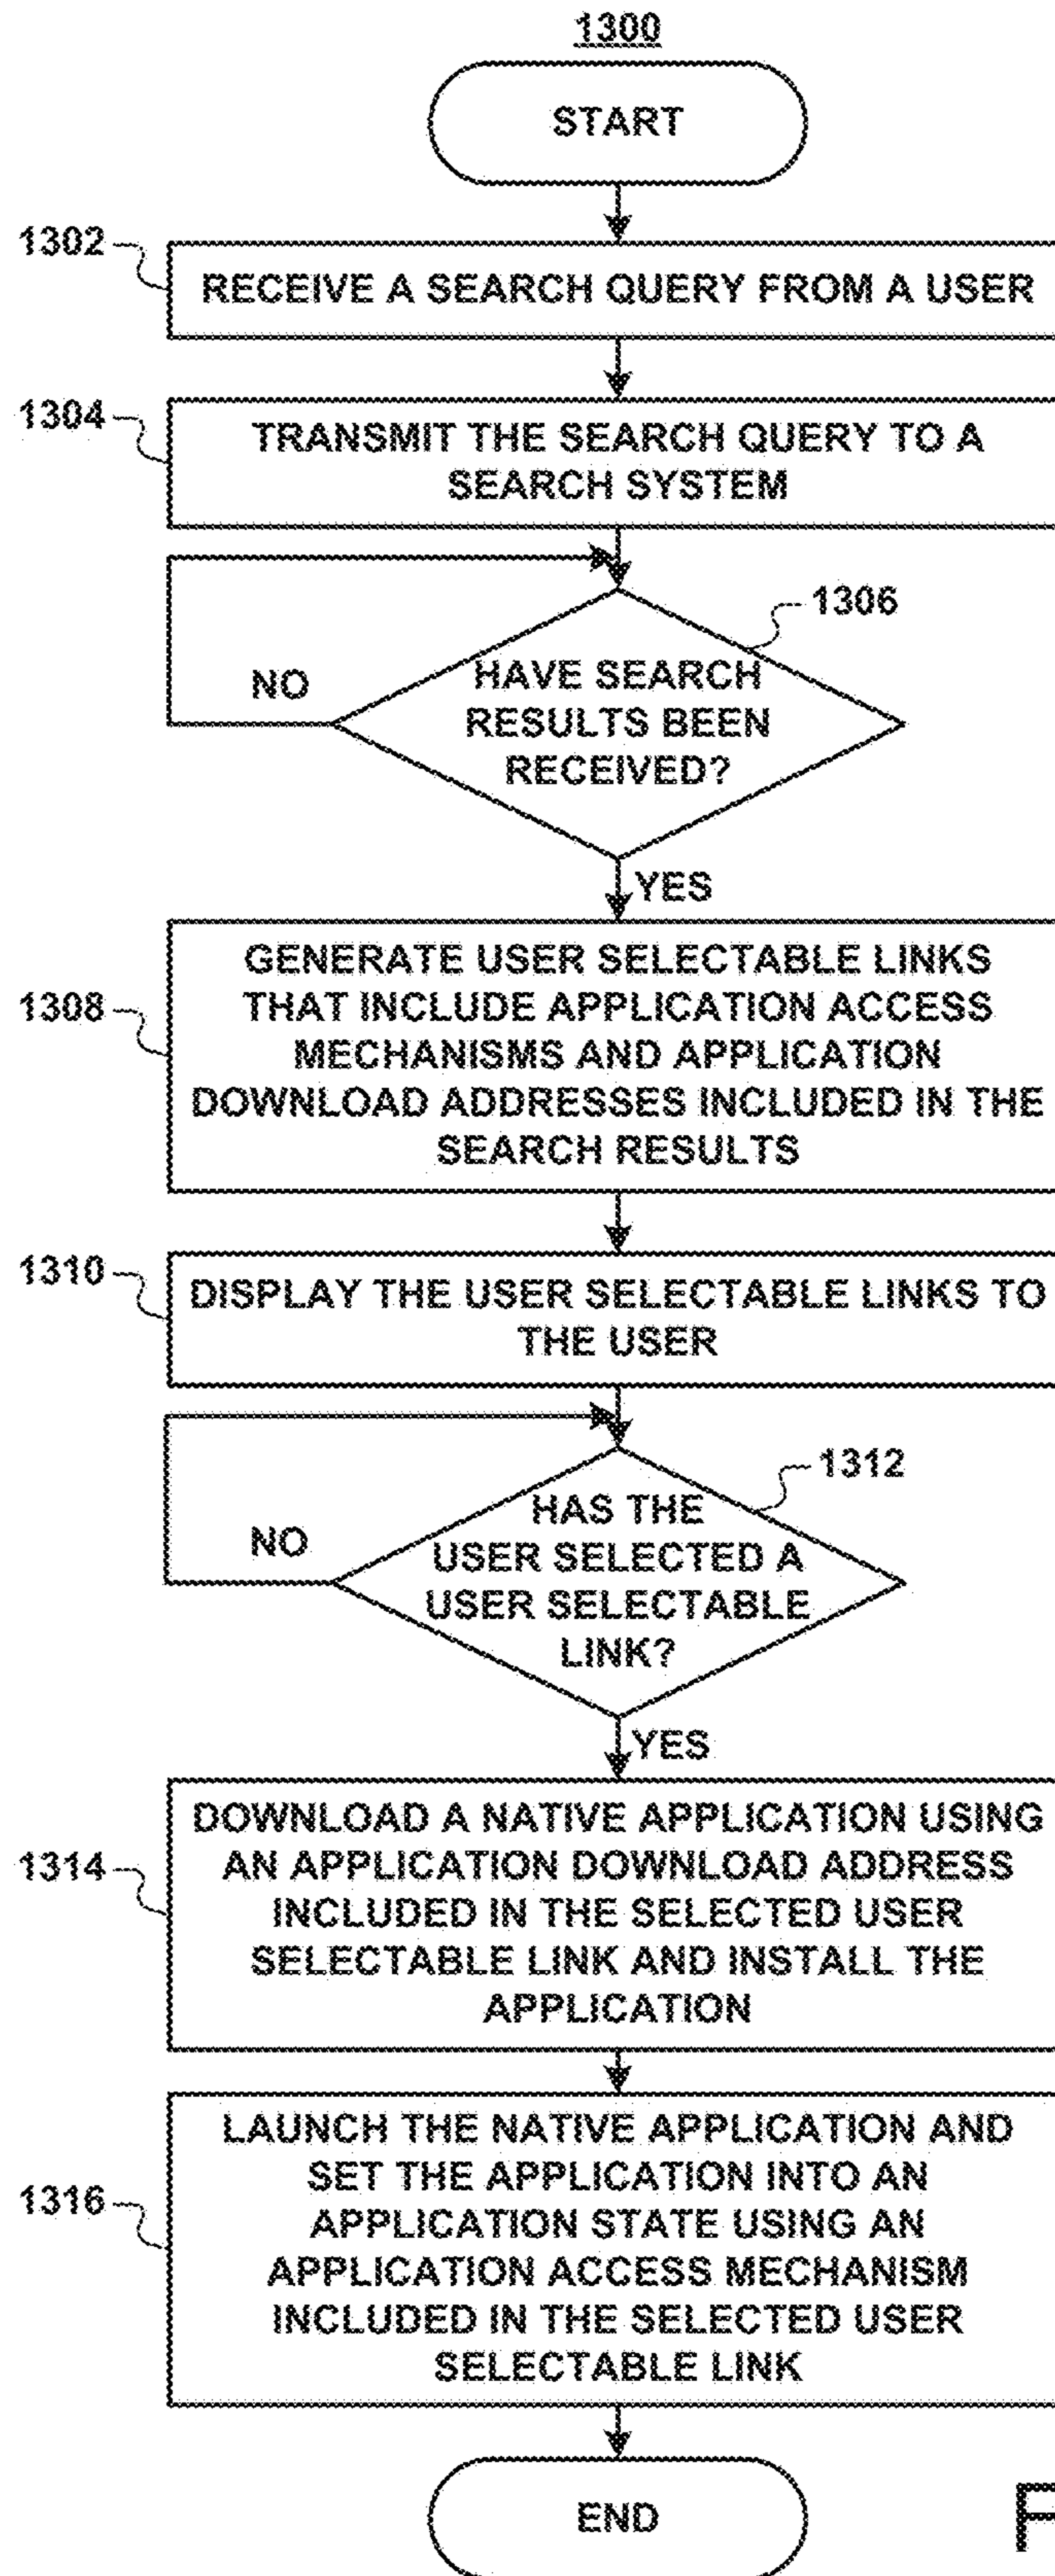 1300
START
1302
RECEIVE A SEARCH QUERY FROM A USER
1304
TRANSMIT THE SEARCH QUERY TO A
SEARCH SYSTEM
1306
HAVE SEARCH
RESULTS BEEN
RECEIVED?
NO
YES
1308
GENERATE USER SELECTABLE LINKS
THAT INCLUDE APPLICATION ACCESS
MECHANISMS AND APPLICATION
DOWNLOAD ADDRESSES INCLUDED IN THE
SEARCH RESULTS
1310
DISPLAY THE USER SELECTABLE LINKS TO
THE USER
1312
HAS THE
USER SELECTED A
USER SELECTABLE
LINK?
NO
YES
1314
DOWNLOAD A NATIVE APPLICATION USING
AN APPLICATION DOWNLOAD ADDRESS
INCLUDED IN THE SELECTED USER
SELECTABLE LINK AND INSTALL THE
APPLICATION
1316
LAUNCH THE NATIVE APPLICATION AND
SET THE APPLICATION INTO AN
APPLICATION STATE USING AN
APPLICATION ACCESS MECHANISM
INCLUDED IN THE SELECTED USER
SELECTABLE LINK
END